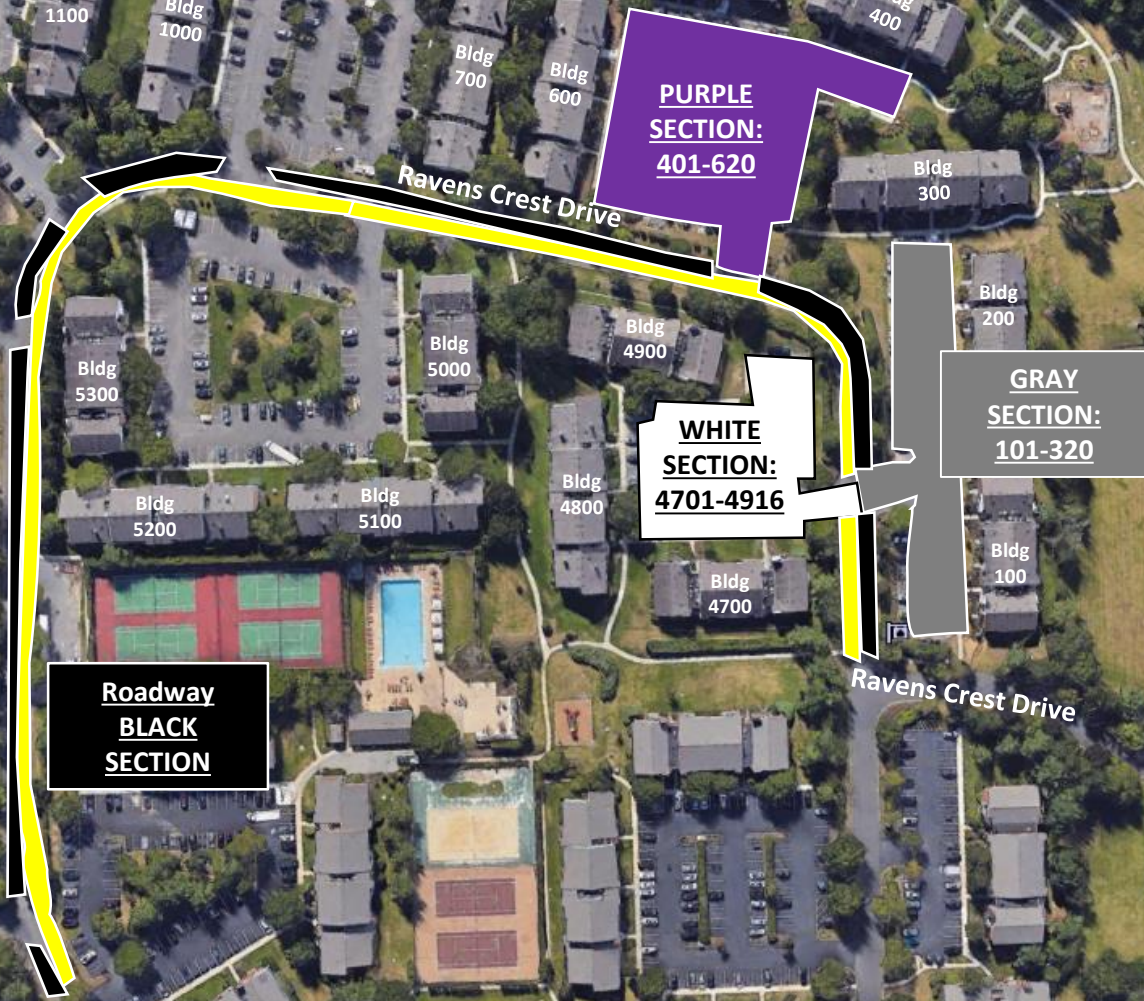 1100
Bldg
1000
Bldg
700
Bldg
600
400
PURPLE
SECTION:
401-620
Bldg
300
Ravens Crest Drive
Bldg
200
Bldg
5300
Bldg
5000
Bldg
4900
GRAY
SECTION:
101-320
WHITE
SECTION:
4701-4916
Bldg
5200
Bldg
5100
Bldg
4800
Bldg
100
Bldg
4700
Roadway
BLACK
SECTION
Ravens Crest Drive